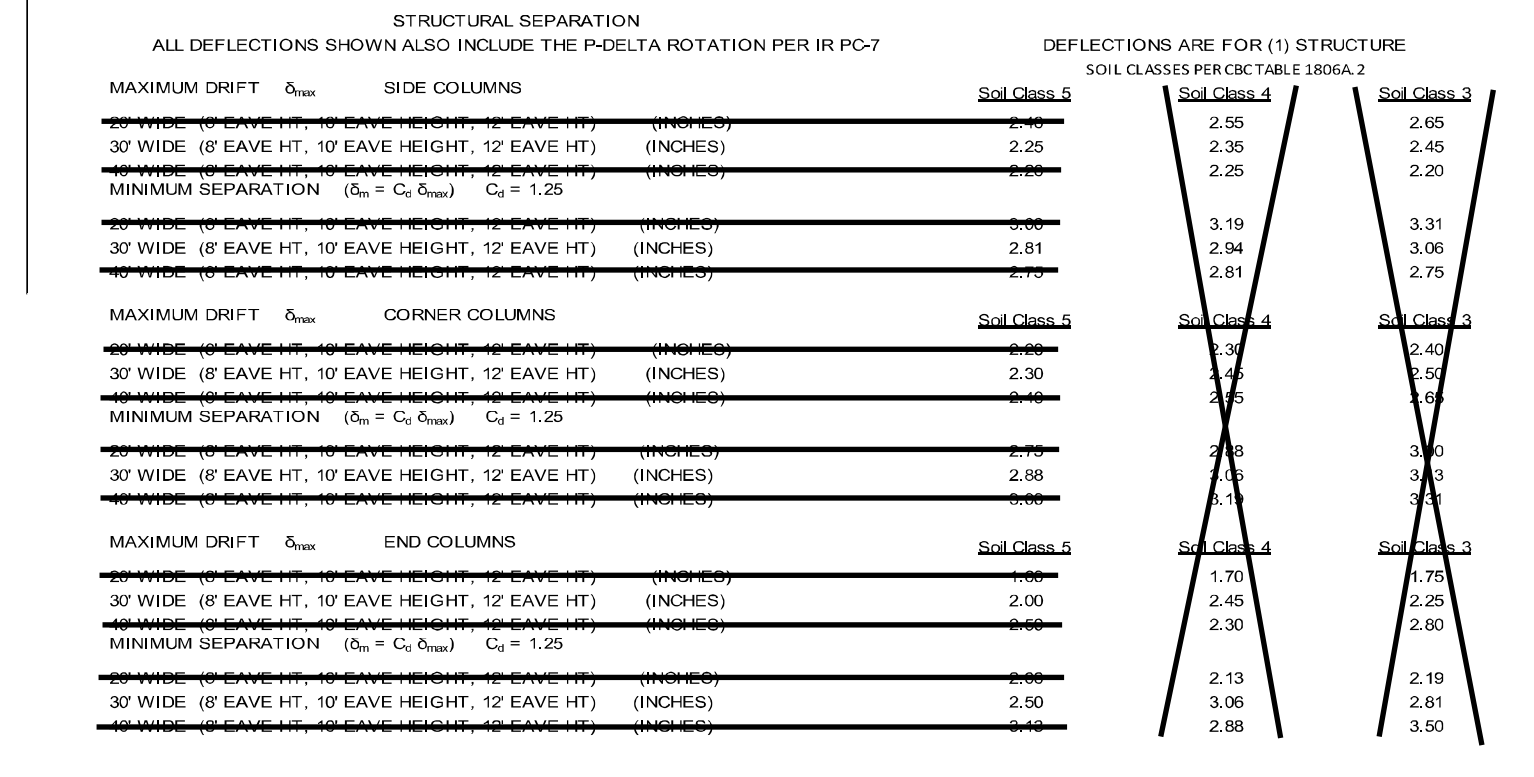 STRUCTURAL SEPARATION
ALL DEFLECTIONS SHOWN ALSO INCLUDE THE P-DELTA ROTATION PER IR PC-7 DEFLECTIONS ARE FOR (1) STRUCTURE
SOIL CLASSES PER CBC TABLE 1806A.2
MAXIMUM DRIFT δmax SIDE COLUMNS Soil Class 5 Soil Class 4 Soil Class 3
20' WIDE (8' EAVE HT, 10' EAVE HEIGHT, 12' EAVE HT) (INCHES) 2.40 2.55 2.65
30' WIDE (8' EAVE HT, 10' EAVE HEIGHT, 12' EAVE HT) (INCHES) 2.25 2.35 2.45
40' WIDE (8' EAVE HT, 10' EAVE HEIGHT, 12' EAVE HT) (INCHES) 2.20 2.25 2.20
MINIMUM SEPARATION (δm = Cd δmax) Cd = 1.25
20' WIDE (8' EAVE HT, 10' EAVE HEIGHT, 12' EAVE HT) (INCHES) 3.00 3.19 3.31
30' WIDE (8' EAVE HT, 10' EAVE HEIGHT, 12' EAVE HT) (INCHES) 2.81 2.94 3.06
40' WIDE (8' EAVE HT, 10' EAVE HEIGHT, 12' EAVE HT) (INCHES) 2.75 2.81 2.75
MAXIMUM DRIFT δmax CORNER COLUMNS Soil Class 5 Soil Class 4 Soil Class 3
20' WIDE (8' EAVE HT, 10' EAVE HEIGHT, 12' EAVE HT) (INCHES) 2.20 2.30 2.40
30' WIDE (8' EAVE HT, 10' EAVE HEIGHT, 12' EAVE HT) (INCHES) 2.30 2.45 2.50
40' WIDE (8' EAVE HT, 10' EAVE HEIGHT, 12' EAVE HT) (INCHES) 2.40 2.55 2.65
MINIMUM SEPARATION (δm = Cd δmax) Cd = 1.25
20' WIDE (8' EAVE HT, 10' EAVE HEIGHT, 12' EAVE HT) (INCHES) 2.75 2.88 3.00
30' WIDE (8' EAVE HT, 10' EAVE HEIGHT, 12' EAVE HT) (INCHES) 2.88 3.06 3.13
40' WIDE (8' EAVE HT, 10' EAVE HEIGHT, 12' EAVE HT) (INCHES) 3.00 3.19 3.31
MAXIMUM DRIFT δmax END COLUMNS Soil Class 5 Soil Class 4 Soil Class 3
20' WIDE (8' EAVE HT, 10' EAVE HEIGHT, 12' EAVE HT) (INCHES) 1.60 1.70 1.75
30' WIDE (8' EAVE HT, 10' EAVE HEIGHT, 12' EAVE HT) (INCHES) 2.00 2.45 2.25
40' WIDE (8' EAVE HT, 10' EAVE HEIGHT, 12' EAVE HT) (INCHES) 2.50 2.30 2.80
MINIMUM SEPARATION (δm = Cd δmax) Cd = 1.25
20' WIDE (8' EAVE HT, 10' EAVE HEIGHT, 12' EAVE HT) (INCHES) 2.00 2.13 2.19
30' WIDE (8' EAVE HT, 10' EAVE HEIGHT, 12' EAVE HT) (INCHES) 2.50 3.06 2.81
40' WIDE (8' EAVE HT, 10' EAVE HEIGHT, 12' EAVE HT) (INCHES) 3.13 2.88 3.50